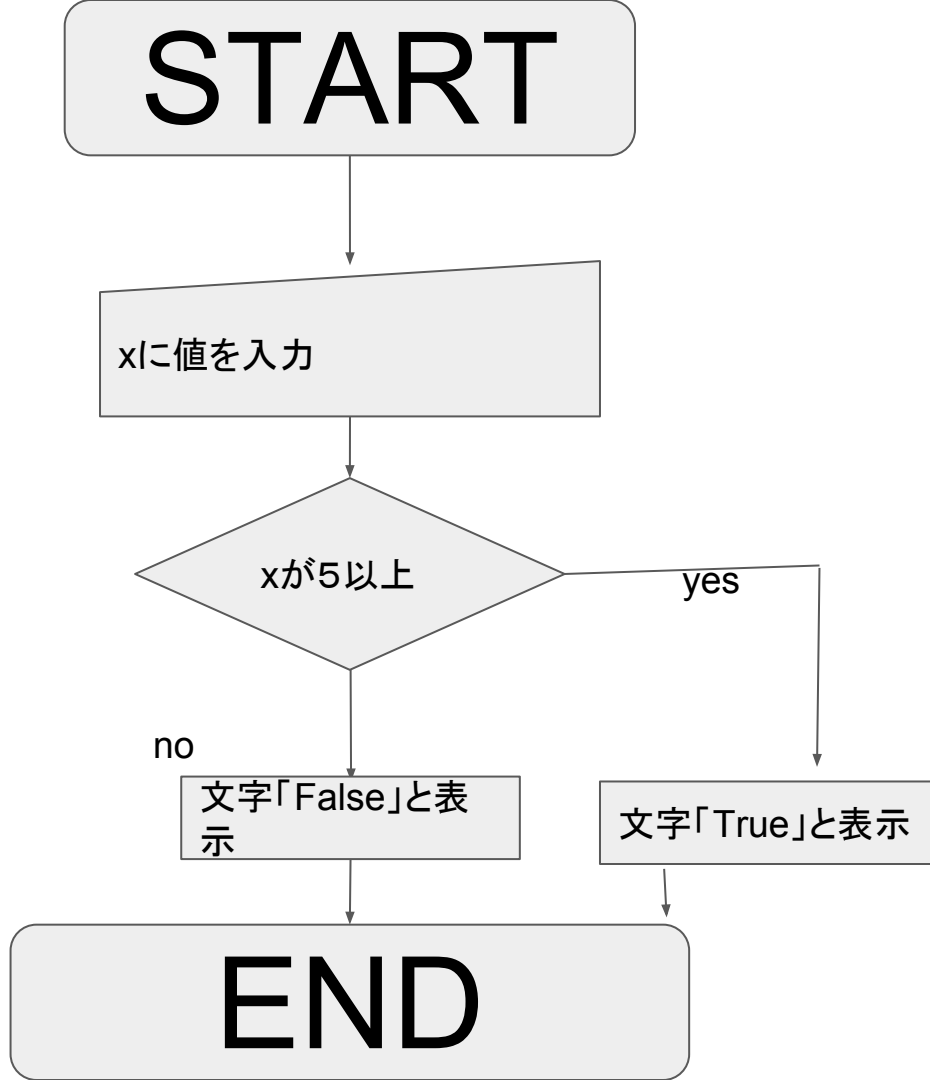 START
xに値を入力
xが５以上
yes
no
文字「False」と表
示
文字「True」と表示
END